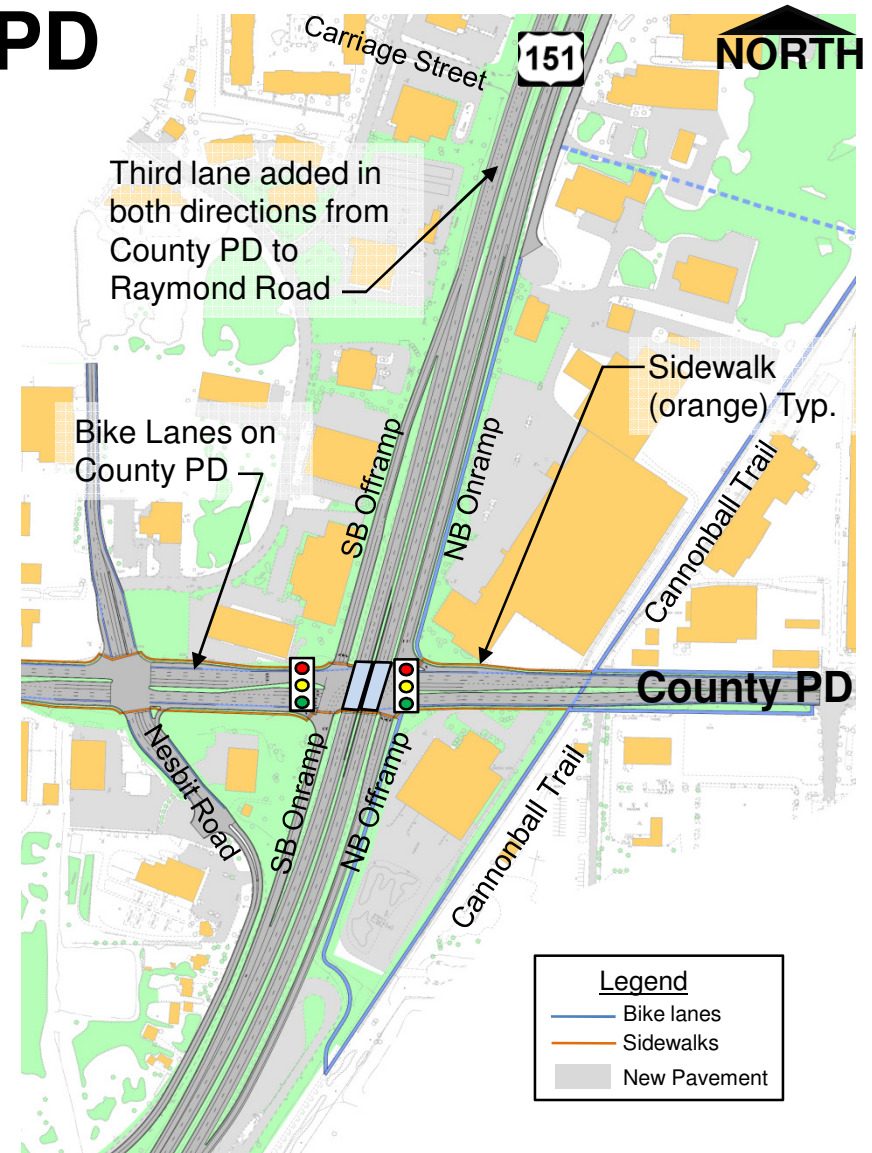 PD
Carriage Street
151
NORTH
Third lane added in
both directions from
County PD to
Raymond Road
Sidewalk
(orange) Typ.
Bike Lanes on
County PD
SB Offramp
NB Onramp
Cannonball Trail
County PD
Nesbit Road
SB Onramp
NB Offramp
Cannonball Trail
Legend
Bike lanes
Sidewalks
New Pavement